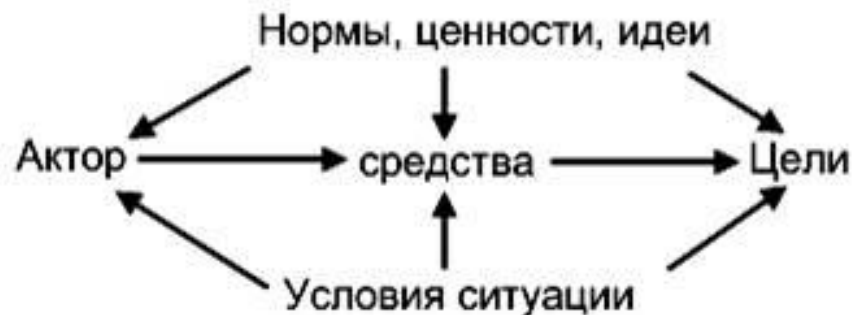 Нормы, ценности, идеи
Актор средства Цели
Условия ситуации